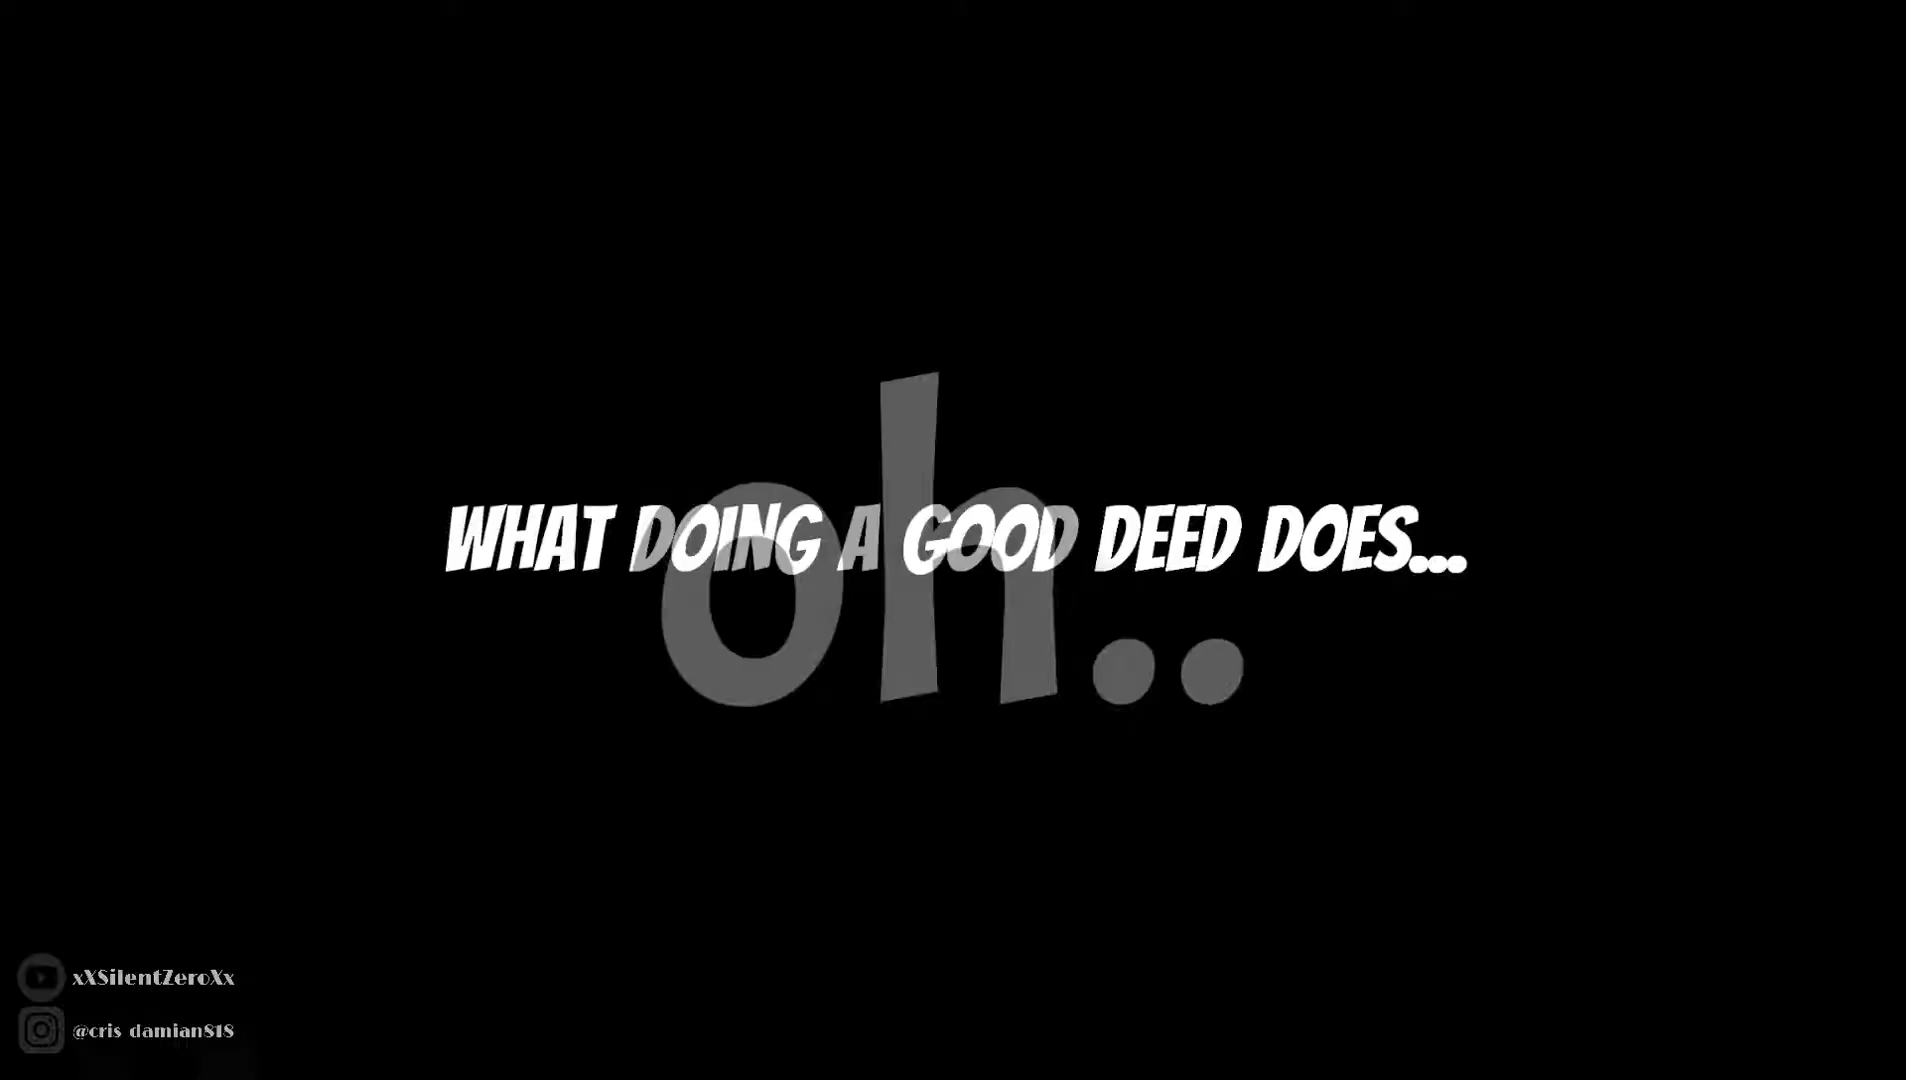 WHAT DOING A GOOD DEED DOES...
oh..
xXSilentZeroXx
@cris damian818